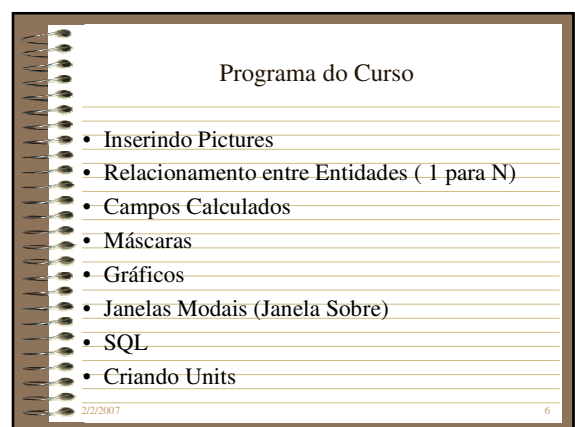 Programa do Curso
• Inserindo Pictures
• Relacionamento entre Entidades ( 1 para N)
• Campos Calculados
• Máscaras
• Gráficos
• Janelas Modais (Janela Sobre)
• SQL
• Criando Units
2/2/2007 6